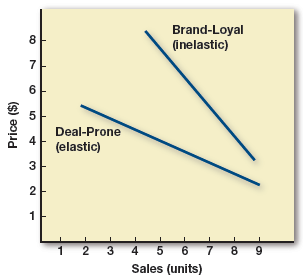 Brand-Loyal
(inelastic)
Deal-Prone
(elastic)
Price ($)
8
7
6
5
4
3
2
1
1 2 3 4 5 6 7 8 9
Sales (units)